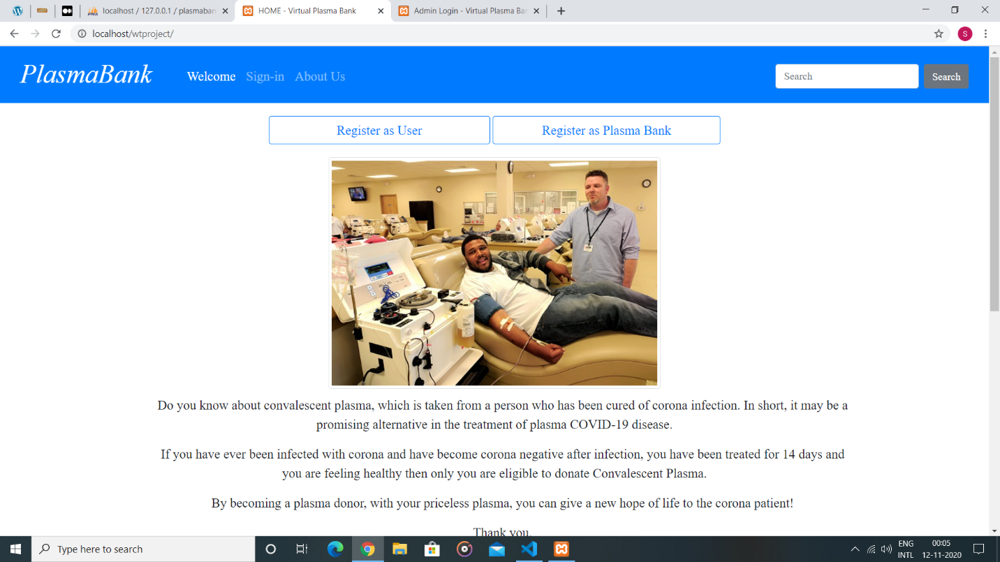 localhost / 127.0.0.1 / plasmaban
HOME - Virtual Plasma Bank
Admin Login - Virtual Plasma Ban
localhost/wtproject/
S
PlasmaBank
Welcome
Sign-in
About Us
Search
Search
Register as User
Register as Plasma Bank
Do you know about convalescent plasma, which is taken from a person who has been cured of corona infection. In short, it may be a
promising alternative in the treatment of plasma COVID-19 disease.
If you have ever been infected with corona and have become corona negative after infection, you have been treated for 14 days and
you are feeling healthy then only you are eligible to donate Convalescent Plasma.
By becoming a plasma donor, with your priceless plasma, you can give a new hope of life to the corona patient!
Thank you.
Type here to search
ENG
INTL
00:05
12-11-2020